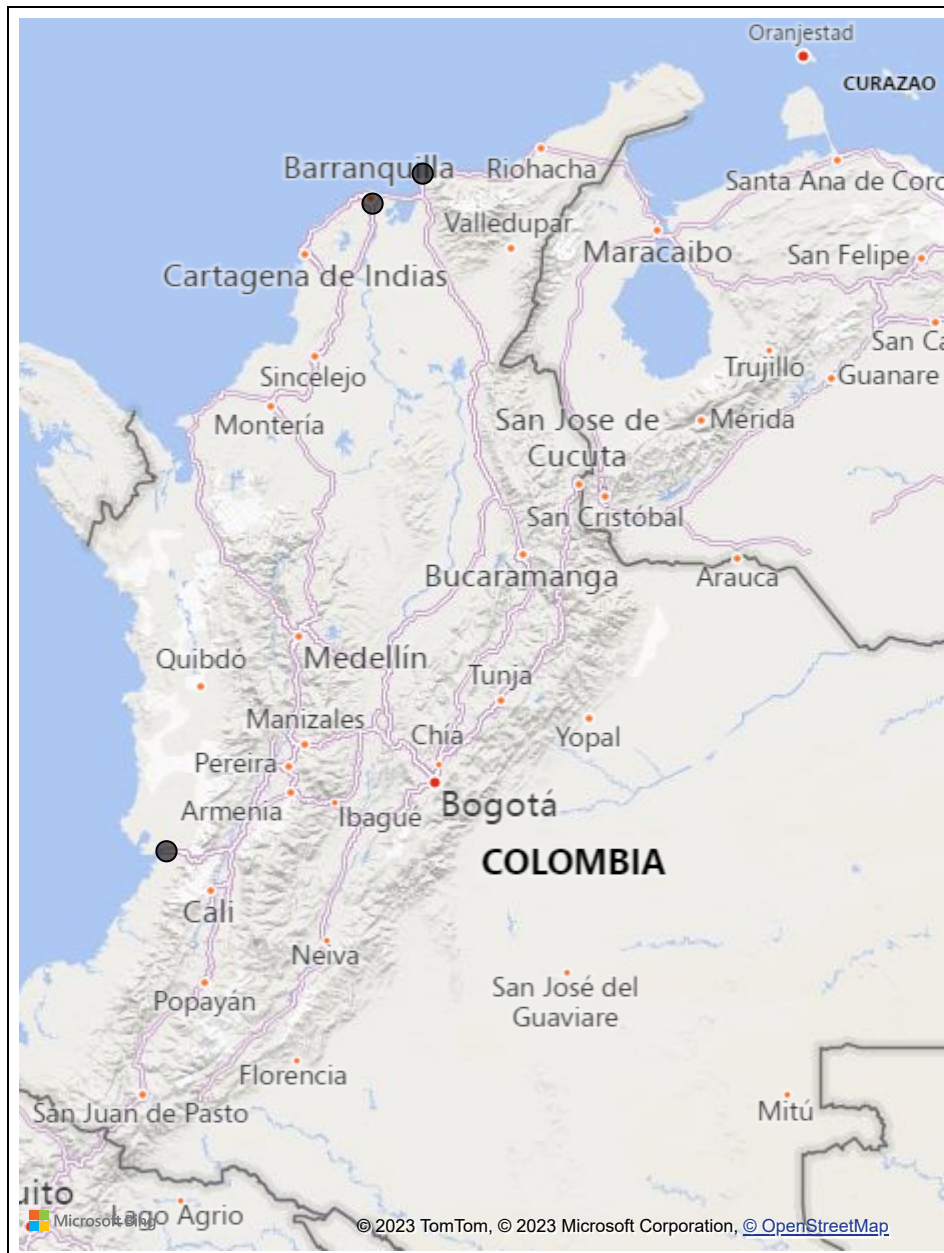 Oranjestad
CURAZAO
Barranquilla
Riohacha
Santa Ana de Coro
Valledupar
Maracaibo
San Felipe
Cartagena de Indias
San Ca
Trujillo
Guanare
Sincelejo
Montería
San Jose de
Cucuta
Mérida
San Cristóbal
Bucaramanga
Arauca
Quibdó
Medellín
Tunja
Manizales
Chía
Yopal
Pereira
Armenia
Ibagué
Bogotá
COLOMBIA
Cali
Neiva
Popayán
San José del
Guaviare
Florencia
San Juan de Pasto
Mitú
uito
Lago Agrio
Microsoft Bing
© 2023 TomTom, © 2023 Microsoft Corporation, © OpenStreetMap